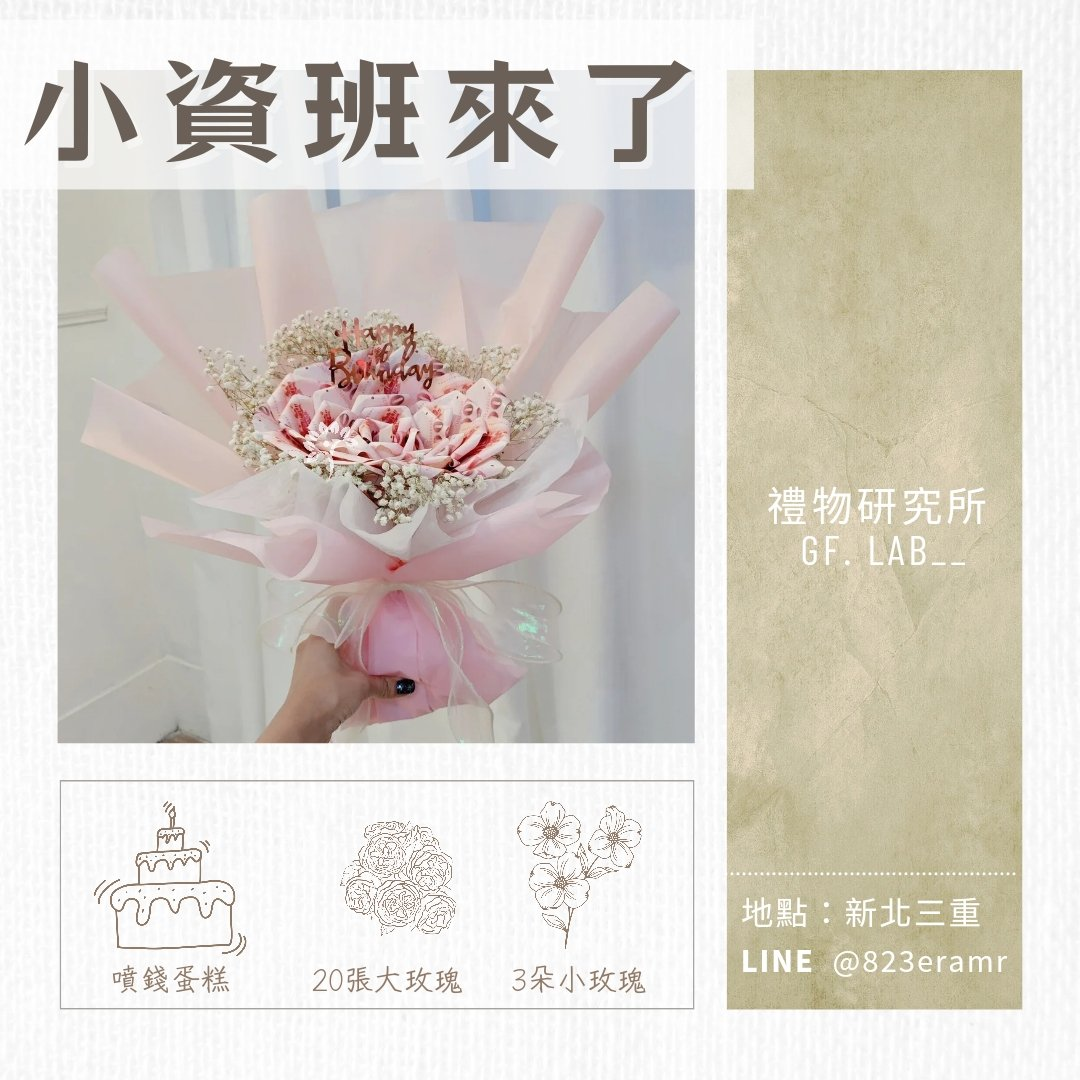 小資班來了
Happy
Birthday
禮物研究所
GF. LAB__
地點：新北三重
LINE @823eramr
噴錢蛋糕
20張大玫瑰
3朵小玫瑰